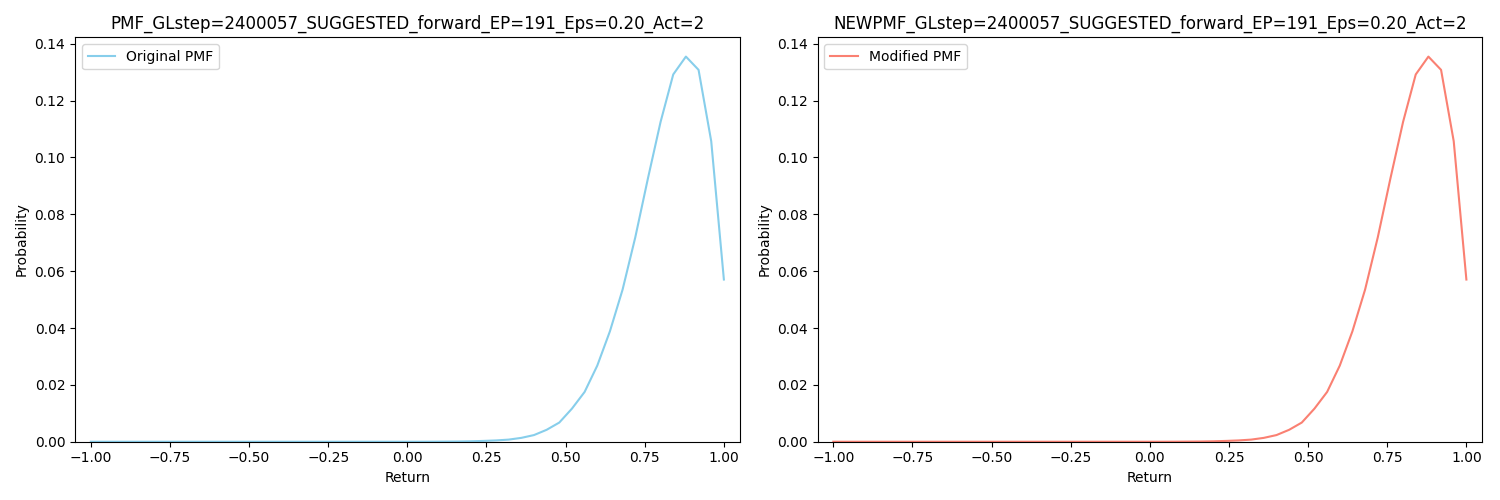 PMF_GLstep=2400057_SUGGESTED_forward_EP=191_Eps=0.20_Act=2
Original PMF
0.14
0.12
0.10
0.08
0.06
0.04
0.02
0.00
Probability
−1.00 −0.75 −0.50 −0.25 0.00 0.25 0.50 0.75 1.00
Return
NEWPMF_GLstep=2400057_SUGGESTED_forward_EP=191_Eps=0.20_Act=2
Modified PMF
0.14
0.12
0.10
0.08
0.06
0.04
0.02
0.00
Probability
−1.00 −0.75 −0.50 −0.25 0.00 0.25 0.50 0.75 1.00
Return